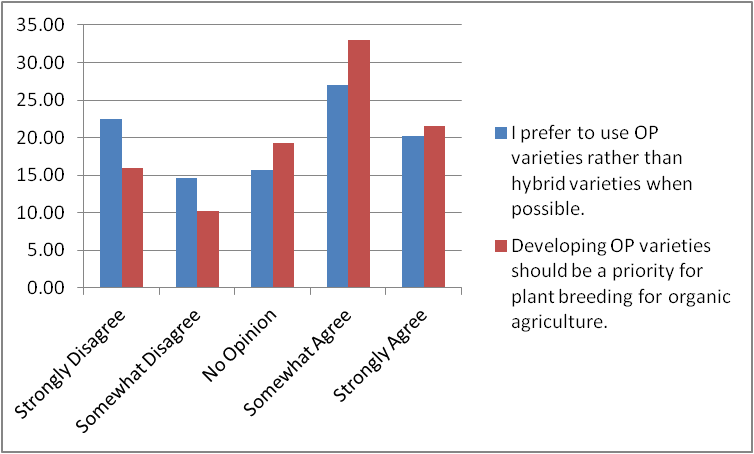 35.00
30.00
25.00
20.00
15.00
10.00
5.00
0.00
Strongly Disagree
Somewhat Disagree
No Opinion
Somewhat Agree
Strongly Agree
I prefer to use OP
varieties rather than
hybrid varieties when
possible.
Developing OP varieties
should be a priority for
plant breeding for organic
agriculture.